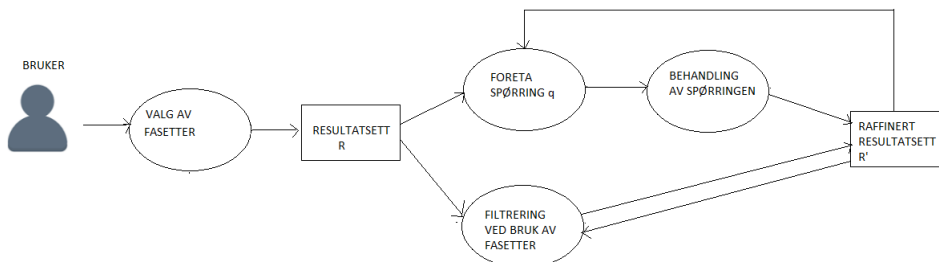 BRUKER
VALG AV
FASETTER
RESULTATSETT
R
FORETA
SPØRRING q
BEHANDLING
AV SPØRRINGEN
RAFFINERT
RESULTATSETT
R'
FILTRERING
VED BRUK AV
FASETTER